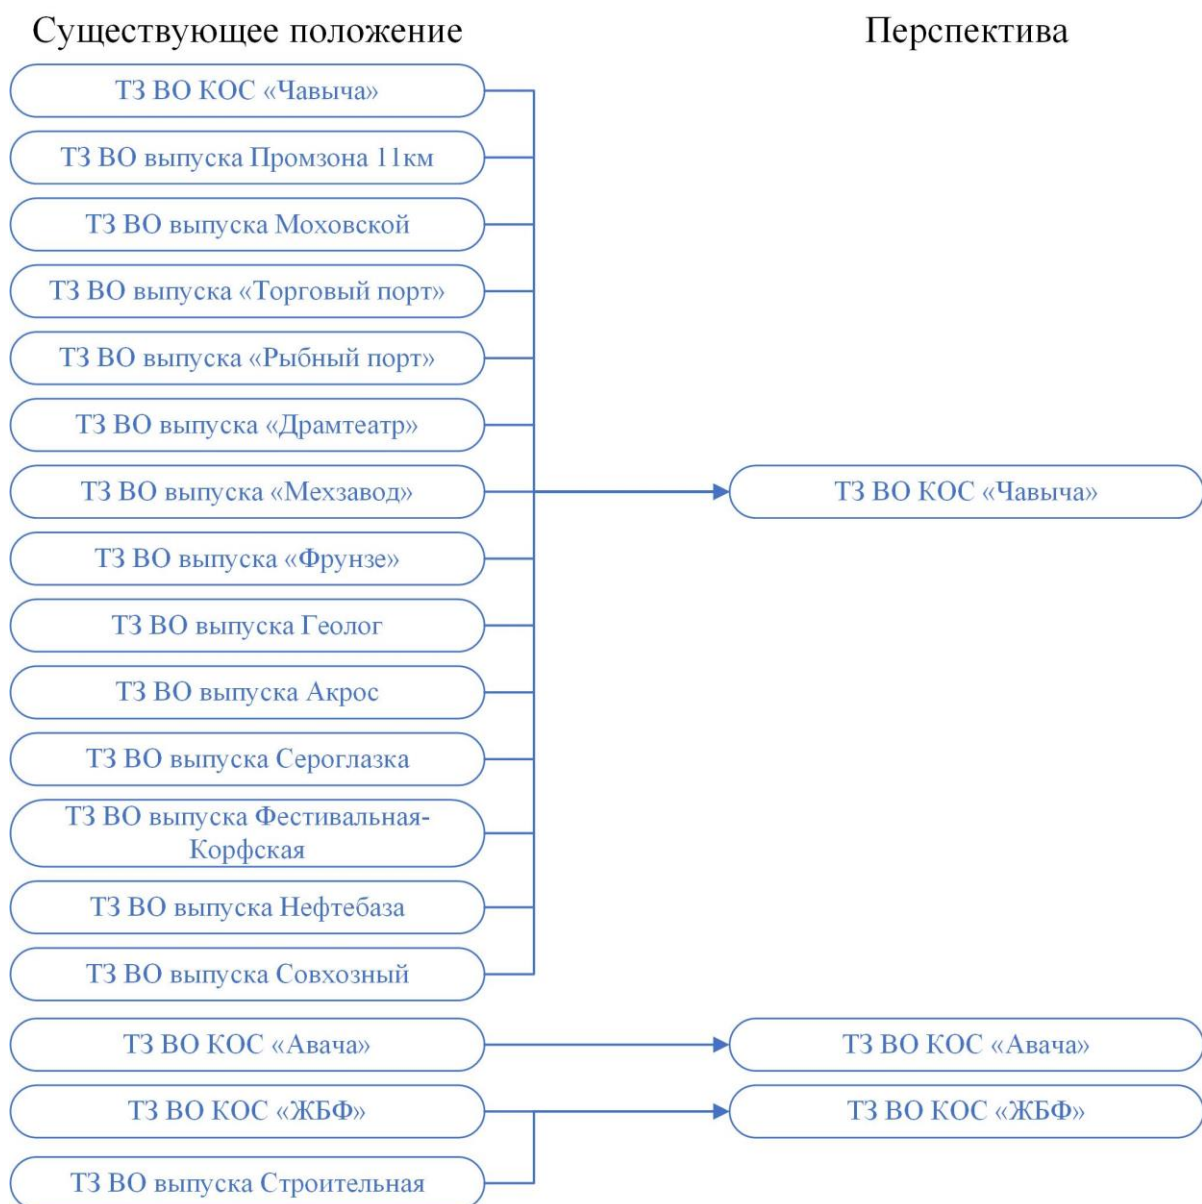 Существующее положение
Перспектива
ТЗ ВО КОС «Чавыча»
ТЗ ВО выпуска Промзона 11км
ТЗ ВО выпуска Моховской
ТЗ ВО выпуска «Торговый порт»
ТЗ ВО выпуска «Рыбный порт»
ТЗ ВО выпуска «Драмтеатр»
ТЗ ВО выпуска «Мехзавод»
ТЗ ВО КОС «Чавыча»
ТЗ ВО выпуска «Фрунзе»
ТЗ ВО выпуска Геолог
ТЗ ВО выпуска Акрос
ТЗ ВО выпуска Сероглазка
ТЗ ВО выпуска Фестивальная-
Корфская
ТЗ ВО выпуска Нефтебаза
ТЗ ВО выпуска Совхозный
ТЗ ВО КОС «Авача»
ТЗ ВО КОС «Авача»
ТЗ ВО КОС «ЖБФ»
ТЗ ВО КОС «ЖБФ»
ТЗ ВО выпуска Строительная